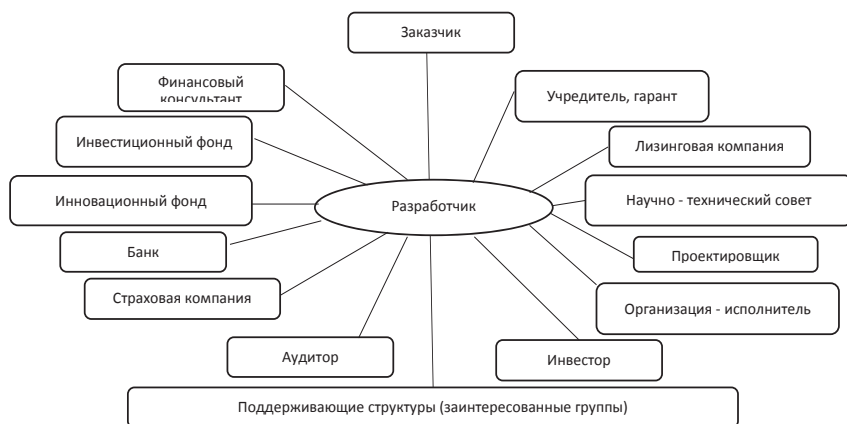 Заказчик
Финансовый
консультант
Учредитель, гарант
Инвестиционный фонд
Лизинговая компания
Инновационный фонд
Разработчик
Научно - технический совет
Банк
Проектировщик
Страховая компания
Организация - исполнитель
Аудитор
Инвестор
Поддерживающие структуры (заинтересованные группы)